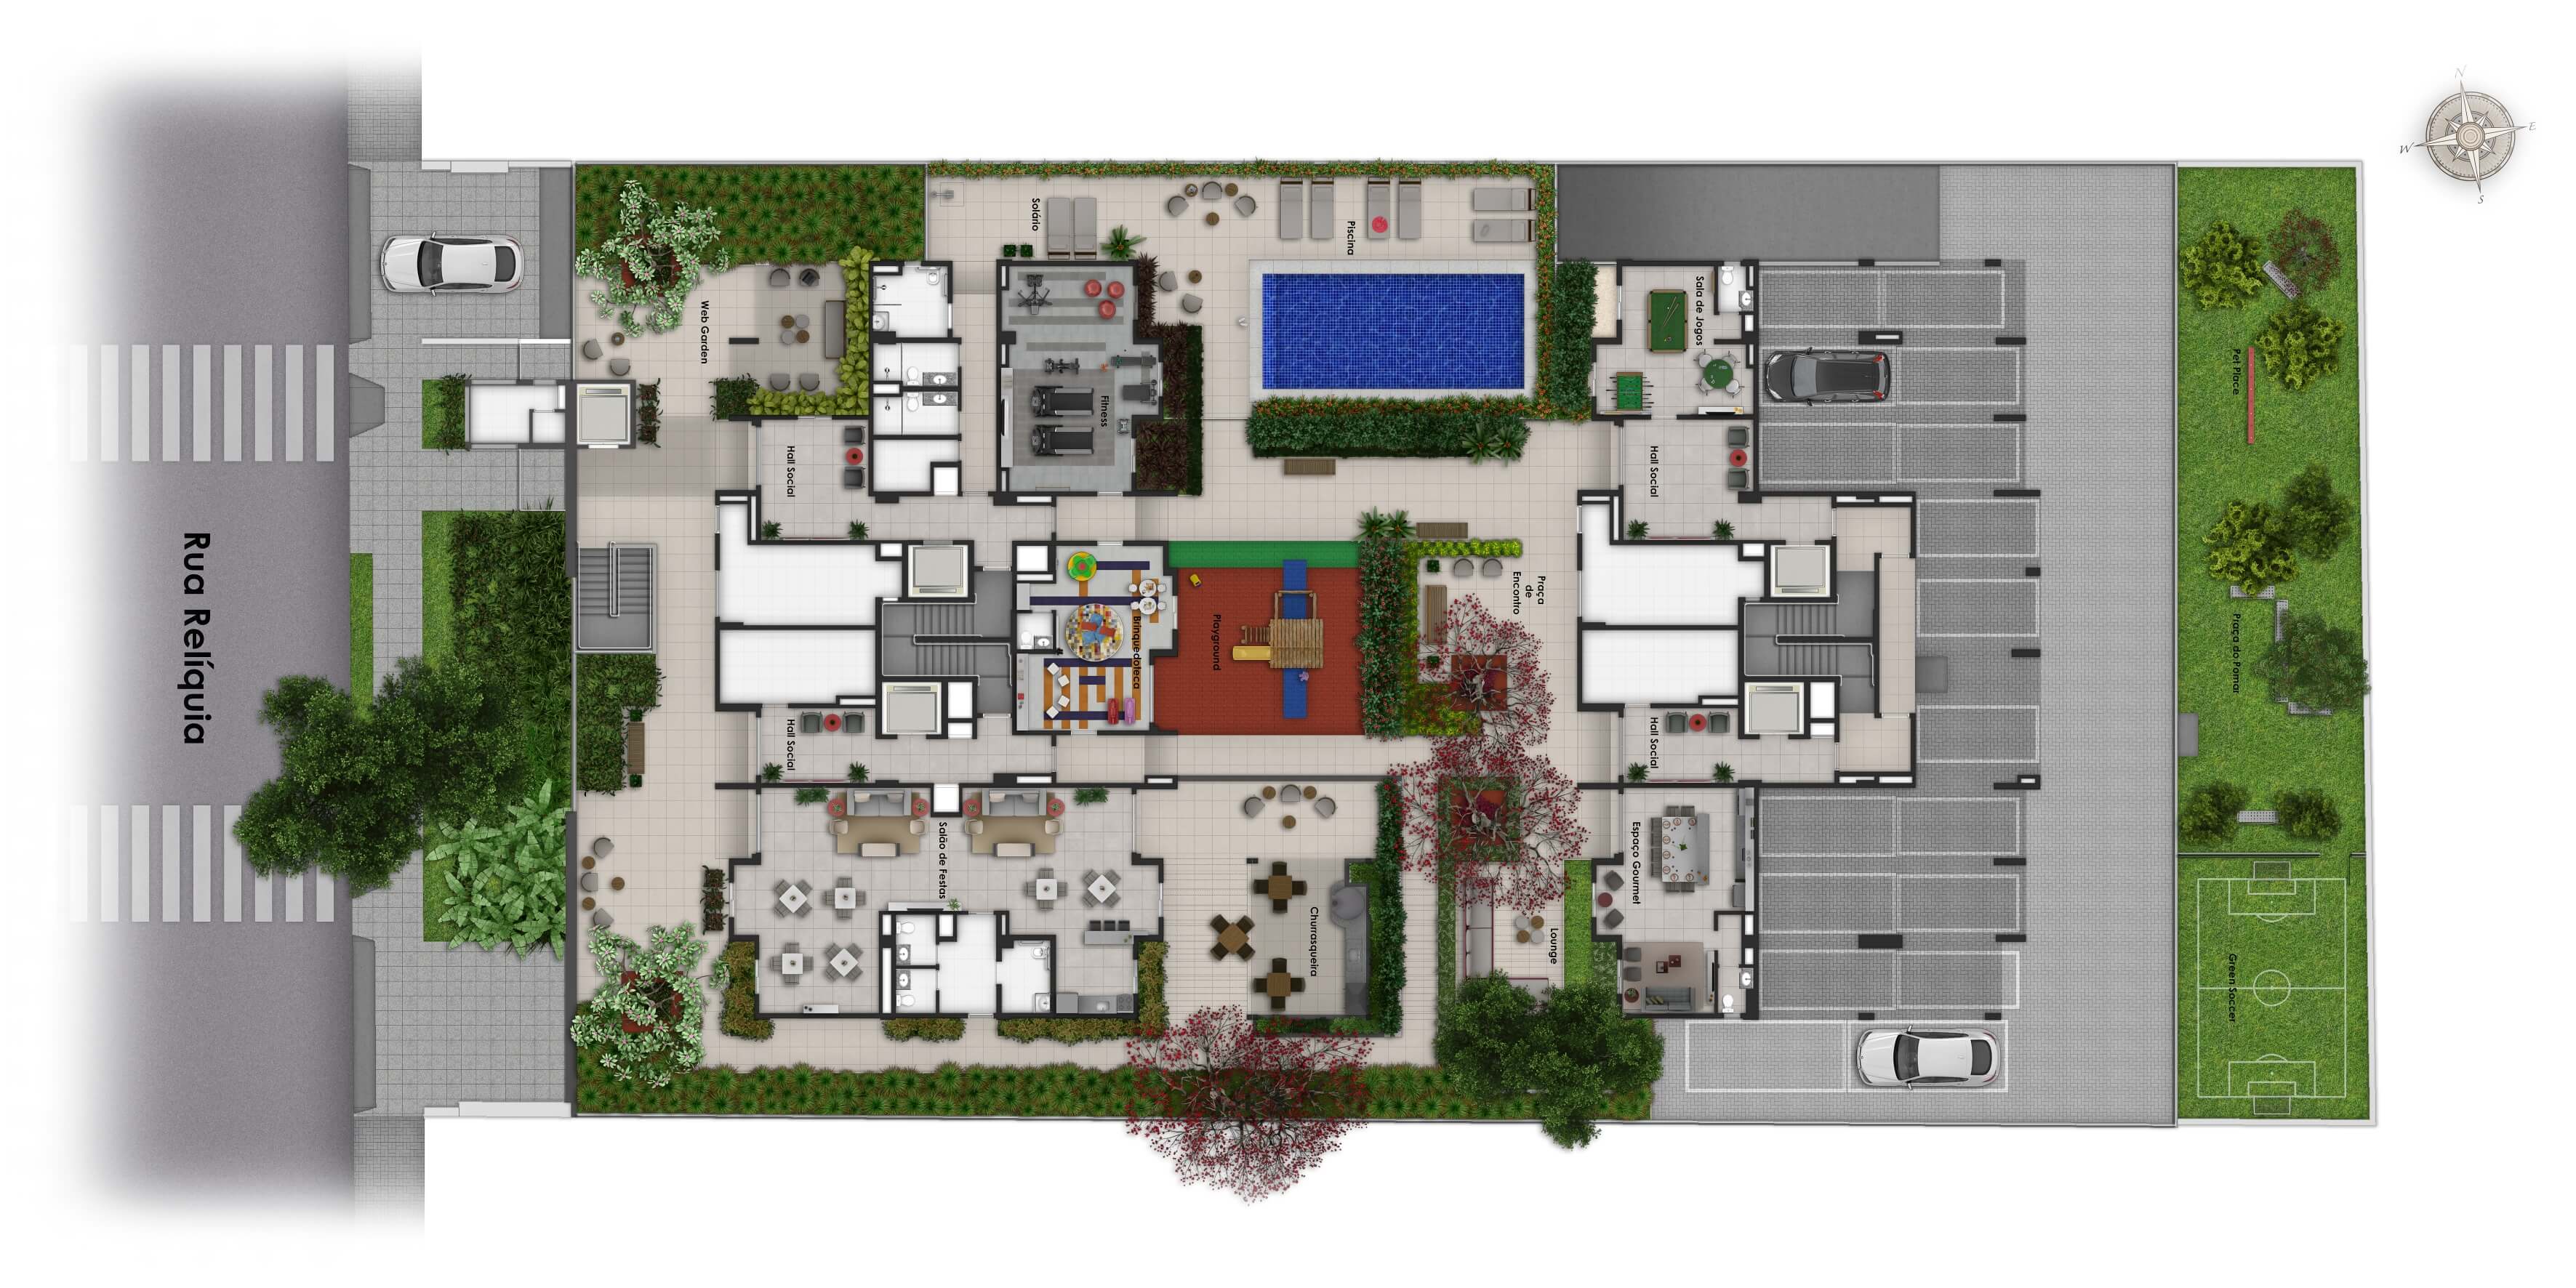 N
E
W
S
Rua Relíquia
Web Garden
Solário
Piscina
Fitness
Sala de Jogos
Hall Social
Hall Social
Pet Place
Praça
de
Encontro
Playground
Brinquedoteca
Praça do Pomar
Hall Social
Hall Social
Salão de Festas
Churrasqueira
Lounge
Espaço Gourmet
Green Soccer